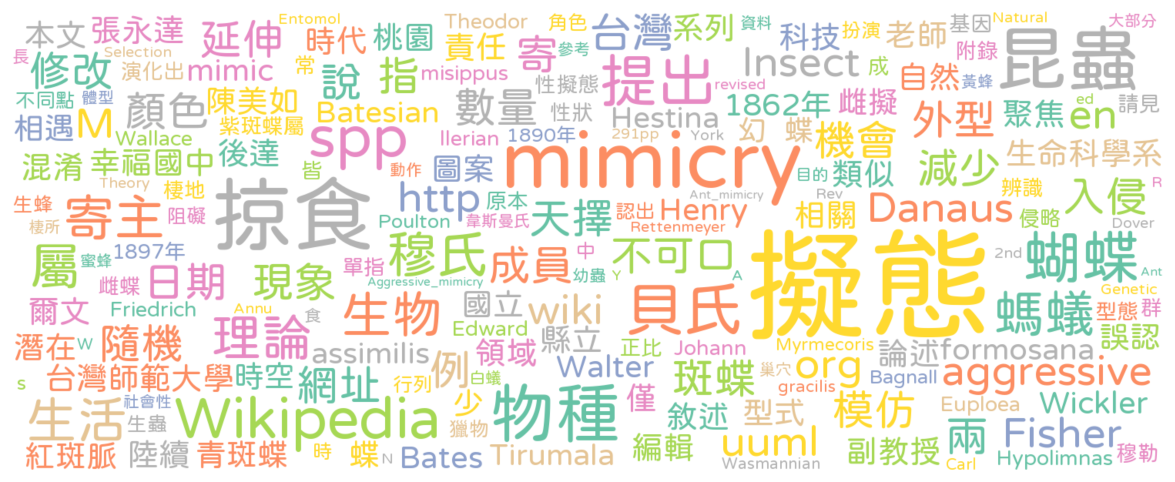 本文 張永達 延伸 Entomol 時代 桃園 Theodor 責任 角色 台灣 系列 資料 科技 扮演 老師 基因 Natural 昆蟲 大部分
長 修改 Selection 演化出 mimic 常 說 指 misippus 寄 參考 性擬態 提出 revised Insect 成 自然 附錄 黃蜂
不同點 體型 顏色 陳美如 紫斑蝶屬 Batesian 數量 性狀 Hestina 1862年 雌擬 外型 聚焦 ed en 請見
相遇 M Wallace 後達 spp Ilerian 1890年 291pp York 幻 蝶 機會 減少 生命科學系
混淆 幸福國中 Theory 棲地 皆 動作 圖案 mimicry 目的 類似 辨識 入侵 R
生蜂 棲所 寄主 阻礙 掠食 http Poulton 原本 韋斯曼氏 天擇 認出 Henry Rettenmeyer Ant_mimicry Rev 相關 Danaus 侵略 Dover
屬 1897年 蜜蜂 雌蝶 日期 現象 單指 穆氏 Aggressive_mimicry 成員 中 幼蟲 不可口 Y A 擬態 2nd 蝴蝶 Ant
爾文 Friedrich Annu 食 生物 國立 Edward wiki 貝氏 螞蟻 Genetic 型態 群
潛在 W 隨機 理論 assimilis 例 領域 縣立 正比 Johann Myrmecoris 論述 formosana 誤認
s 台灣師範大學 時空 網址 行列 白蟻 Walter 僅 斑蝶 巢穴 gracilis org Bagnall aggressive
生活 社會性 生蟲 Wikipedia 少 獵物 物種 敘述 型式 模仿 Euploea Wickler
紅斑脈 陸續 青斑蝶 時 蝶 N Bates Tirumala 編輯 uuml Wasmannian 副教授 兩 Carl Fisher Hypolimnas 穆勒